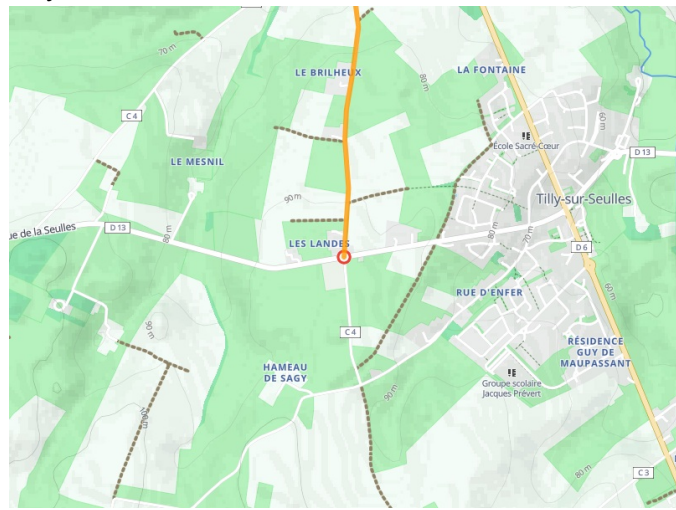 70 m
LE BRILHEUX
80 m
LA FONTAINE
C 4
60 m
École Sacré-Cœur
D 13
LE MESNIL
90 m
Tilly-sur-Seulles
ue de la Seulles
D 13
80 m
LES LANDES
80 m
70 m
D 6
60 m
RUE D'ENFER
90 m
C 4
RÉSIDENCE
GUY DE
MAUPASSANT
HAMEAU
DE SAGY
Groupe scolaire
Jacques Prévert
90 m
80 m
C 3